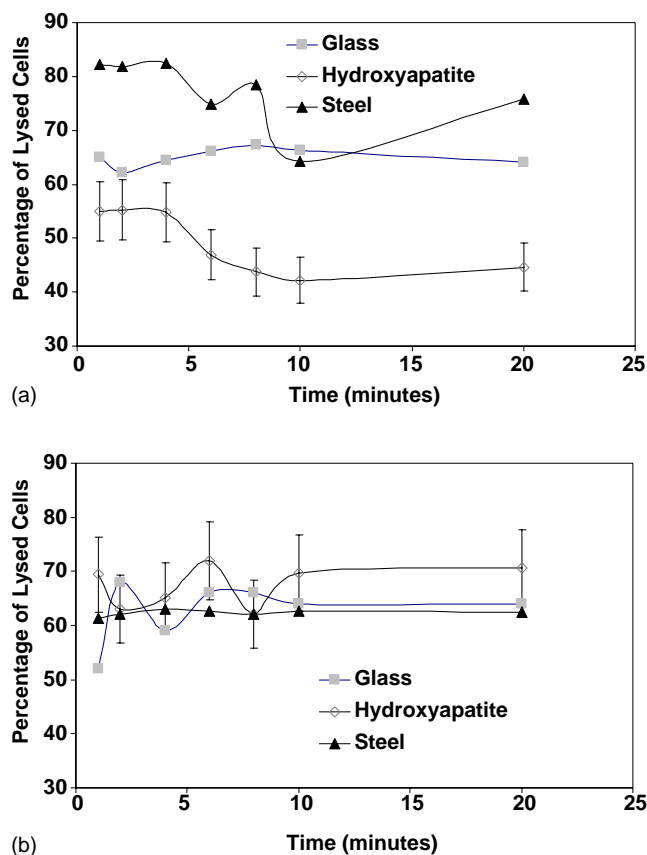 90
80
70
60
50
40
30
Percentage of Lysed Cells
Glass
Hydroxyapatite
Steel
0 5 10 15 20 25
Time (minutes)
(a)
90
80
70
60
50
40
30
Percentage of Lysed Cells
Glass
Hydroxyapatite
Steel
0 5 10 15 20 25
Time (minutes)
(b)